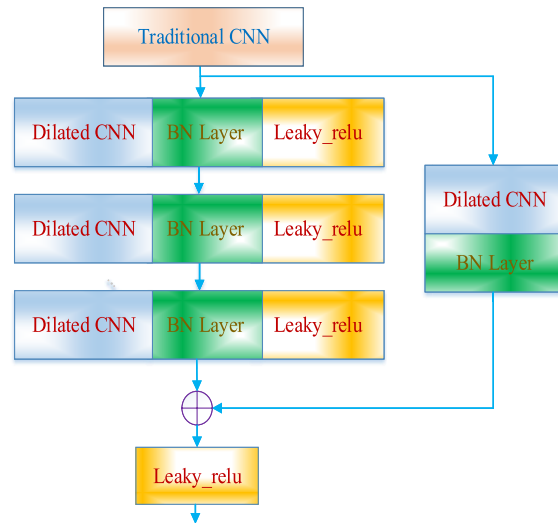 Traditional CNN
Dilated CNN BN Layer Leaky_relu
Dilated CNN BN Layer Leaky_relu
Dilated CNN BN Layer Leaky_relu
Dilated CNN
BN Layer
Leaky_relu